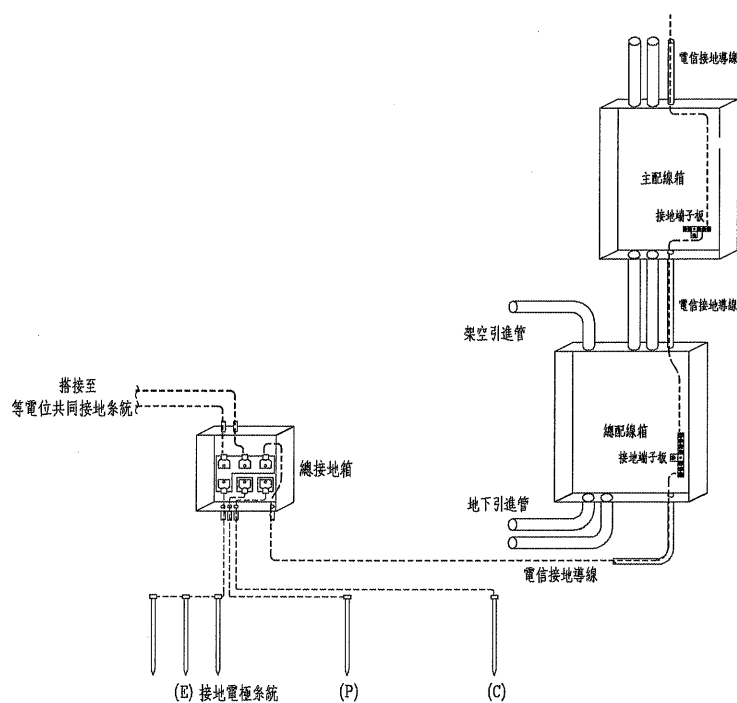 電信接地導線
主配線箱
接地端子板
電信接地導線
架空引進管
搭接至
等電位共同接地系統
總配線箱
接地端子板
總接地箱
地下引進管
電信接地導線
(E) 接地電極系統
(P)
(C)